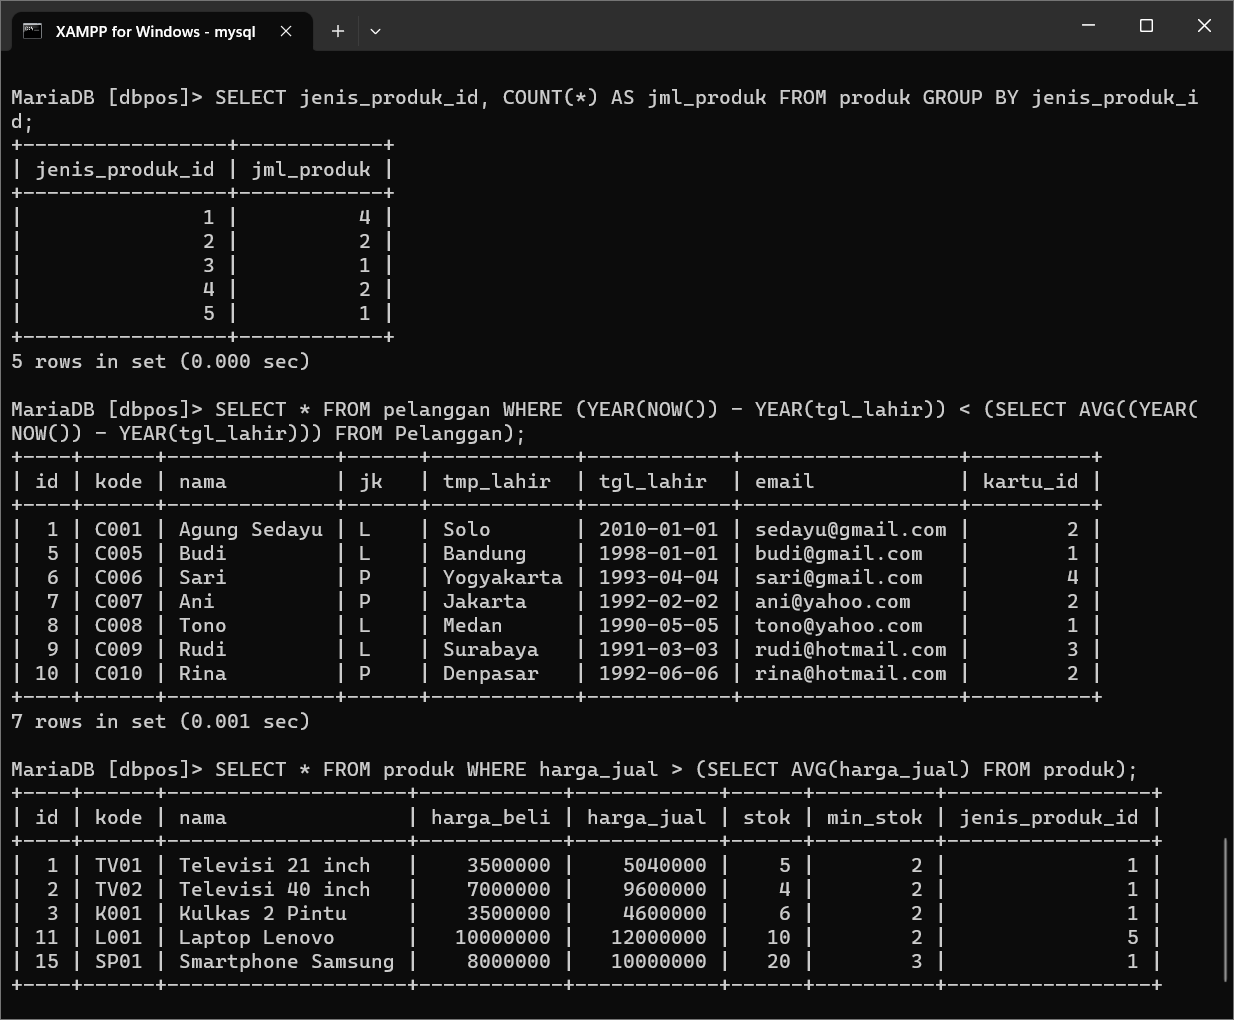 XAMPP for Windows - mysql
MariaDB [dbpos]> SELECT jenis_produk_id, COUNT(*) AS jml_produk FROM produk GROUP BY jenis_produk_i
d;
+-----------------+------------+
| jenis_produk_id | jml_produk |
+-----------------+------------+
|               1 |          4 |
|               2 |          2 |
|               3 |          1 |
|               4 |          2 |
|               5 |          1 |
+-----------------+------------+
5 rows in set (0.000 sec)
MariaDB [dbpos]> SELECT * FROM pelanggan WHERE (YEAR(NOW()) - YEAR(tgl_lahir)) < (SELECT AVG((YEAR(
NOW()) - YEAR(tgl_lahir))) FROM Pelanggan);
+----+------+--------------+------+------------+------------+------------------+----------+
| id | kode | nama         | jk   | tmp_lahir  | tgl_lahir  | email            | kartu_id |
+----+------+--------------+------+------------+------------+------------------+----------+
|  1 | C001 | Agung Sedayu | L    | Solo       | 2010-01-01 | sedayu@gmail.com |        2 |
|  5 | C005 | Budi         | L    | Bandung    | 1998-01-01 | budi@gmail.com   |        1 |
|  6 | C006 | Sari         | P    | Yogyakarta | 1993-04-04 | sari@gmail.com   |        4 |
|  7 | C007 | Ani          | P    | Jakarta    | 1992-02-02 | ani@yahoo.com    |        2 |
|  8 | C008 | Tono         | L    | Medan      | 1990-05-05 | tono@yahoo.com   |        1 |
|  9 | C009 | Rudi         | L    | Surabaya   | 1991-03-03 | rudi@hotmail.com |        3 |
| 10 | C010 | Rina         | P    | Denpasar   | 1992-06-06 | rina@hotmail.com |        2 |
+----+------+--------------+------+------------+------------+------------------+----------+
7 rows in set (0.001 sec)
MariaDB [dbpos]> SELECT * FROM produk WHERE harga_jual > (SELECT AVG(harga_jual) FROM produk);
+----+------+--------------------+------------+------------+------+----------+-----------------+
| id | kode | nama               | harga_beli | harga_jual | stok | min_stok | jenis_produk_id |
+----+------+--------------------+------------+------------+------+----------+-----------------+
|  1 | TV01 | Televisi 21 inch   |    3500000 |    5040000 |    5 |        2 |               1 |
|  2 | TV02 | Televisi 40 inch   |    7000000 |    9600000 |    4 |        2 |               1 |
|  3 | K001 | Kulkas 2 Pintu     |    3500000 |    4600000 |    6 |        2 |               1 |
| 11 | L001 | Laptop Lenovo      |   10000000 |   12000000 |   10 |        2 |               5 |
| 15 | SP01 | Smartphone Samsung |    8000000 |   10000000 |   20 |        3 |               1 |
+----+------+--------------------+------------+------------+------+----------+-----------------+